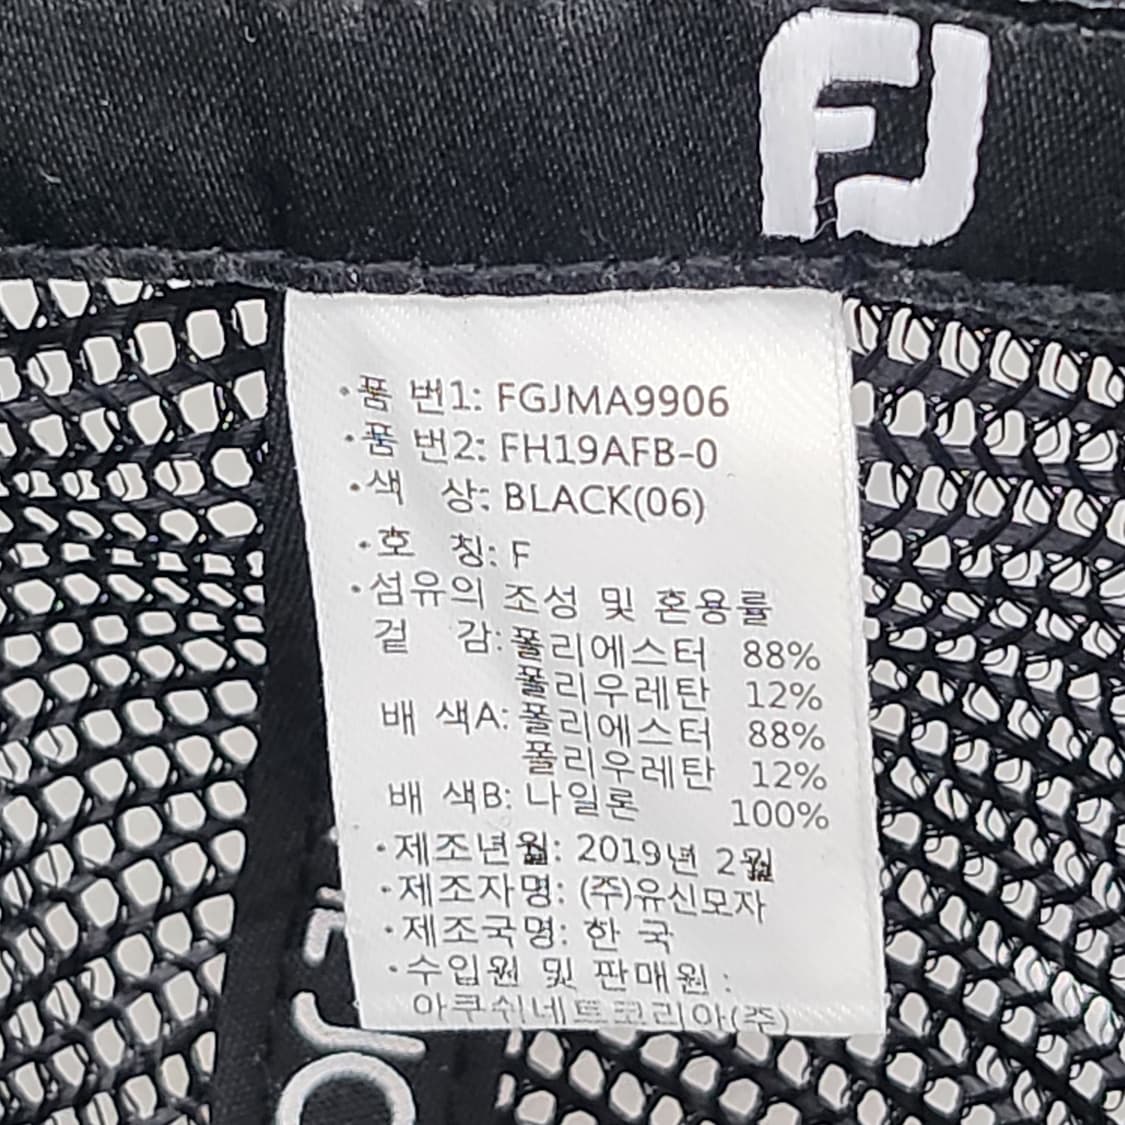 FJ
·품 번1: FGJMA9906
·품 번2: FH19AFB-0
·색 상: BLACK(06)
·호 칭: F
·섬유의 조성 및 혼용률
겉 감: 폴리에스터 88%
폴리우레탄 12%
배 색A: 폴리에스터 88%
폴리우레탄 12%
배 색B: 나일론 100%
·제조년월: 2019년 2월
·제조자명: (주)유신모자
·제조국명: 한 국
·수입원 및 판매원 :
아쿠쉬네트코리아(주)